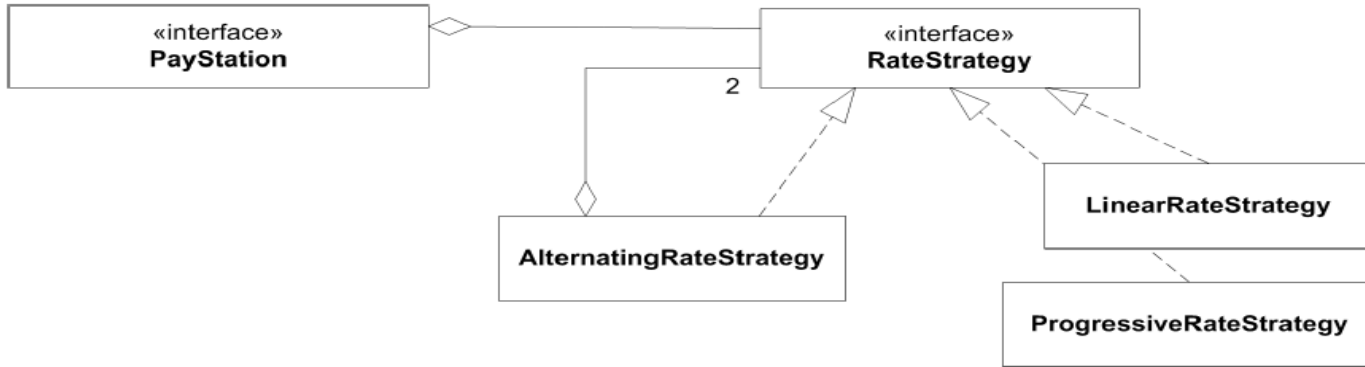 «interface»
PayStation
«interface»
RateStrategy
2
LinearRateStrategy
AlternatingRateStrategy
ProgressiveRateStrategy